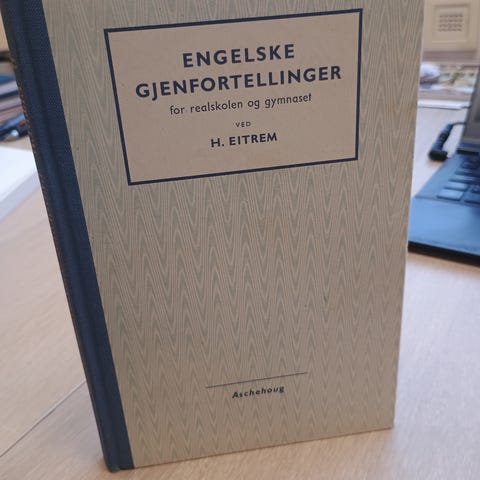 ENGELSKE
GJENFORTELLINGER
for realskolen og gymnaset
VED
H. EITREM
Aschehoug